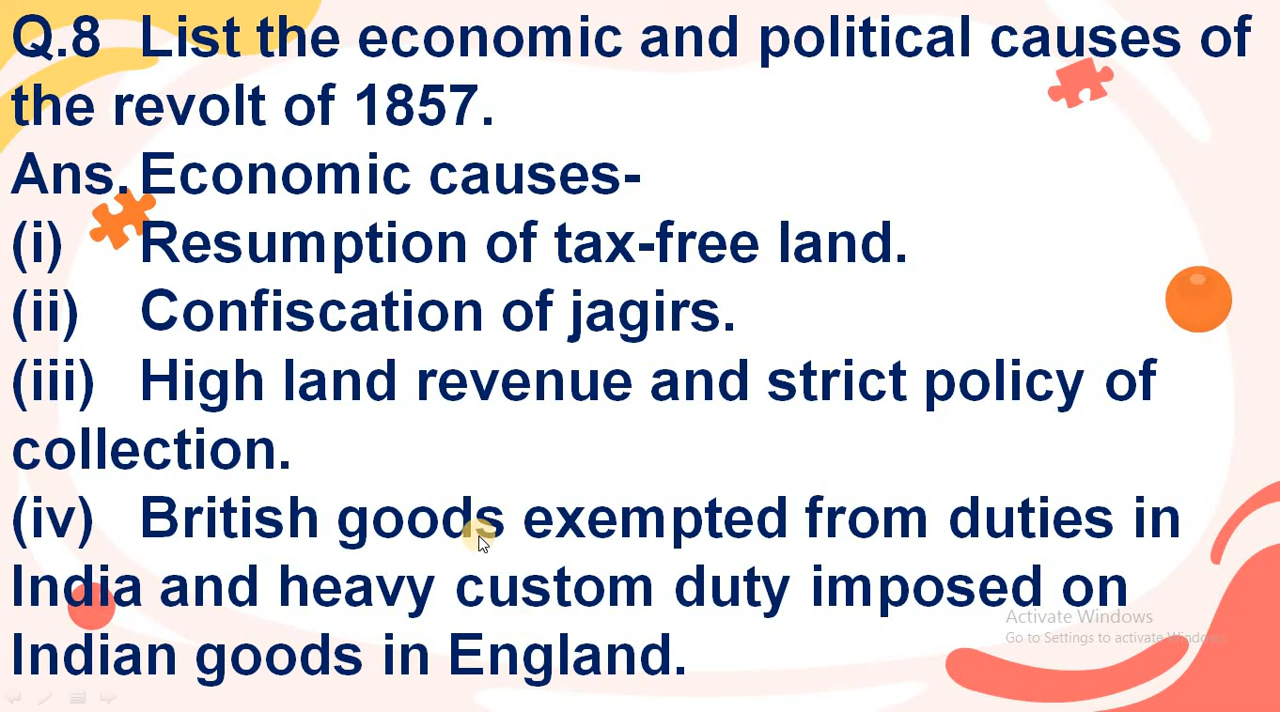 Q.8 List the economic and political causes of
the revolt of 1857.
Ans. Economic causes-
(i) Resumption of tax-free land.
(ii) Confiscation of jagirs.
(iii) High land revenue and strict policy of
collection.
(iv) British goods exempted from duties in
India and heavy custom duty imposed on
Indian goods in England.
Activate Windows
Go to Settings to activate Windows.